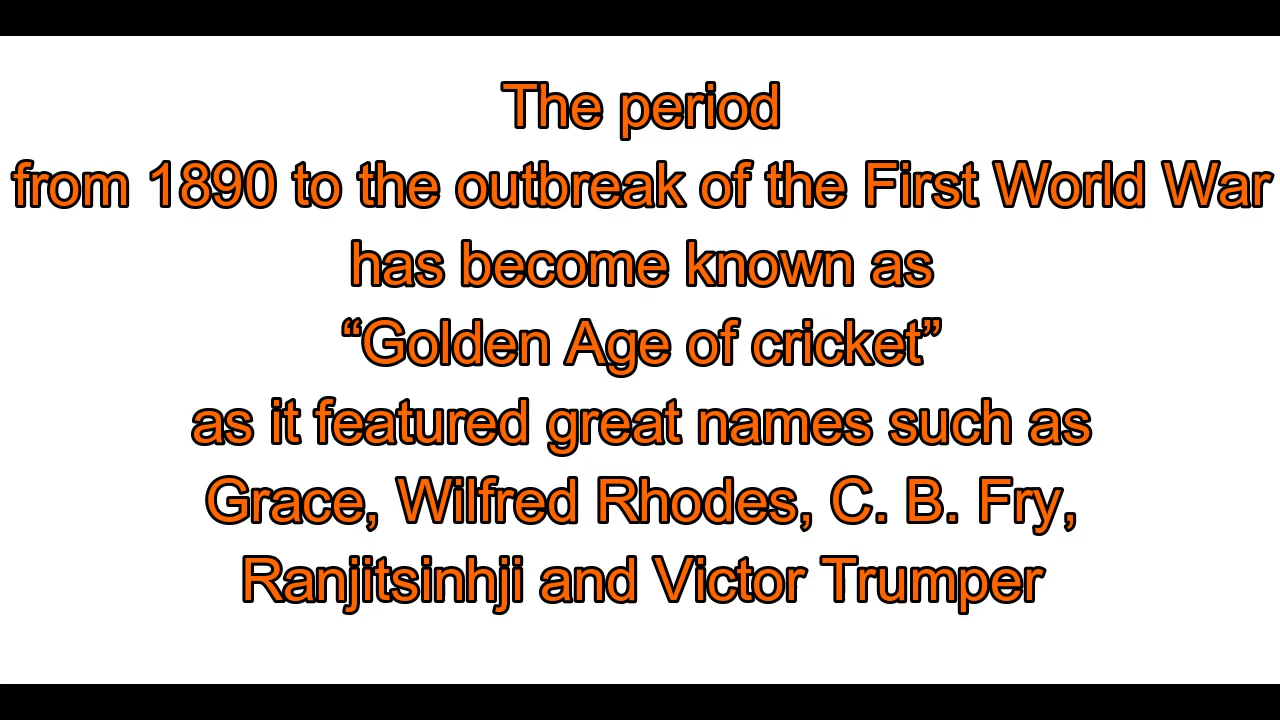 The period
from 1890 to the outbreak of the First World War
has become known as
“Golden Age of cricket”
as it featured great names such as
Grace, Wilfred Rhodes, C. B. Fry,
Ranjitsinhji and Victor Trumper